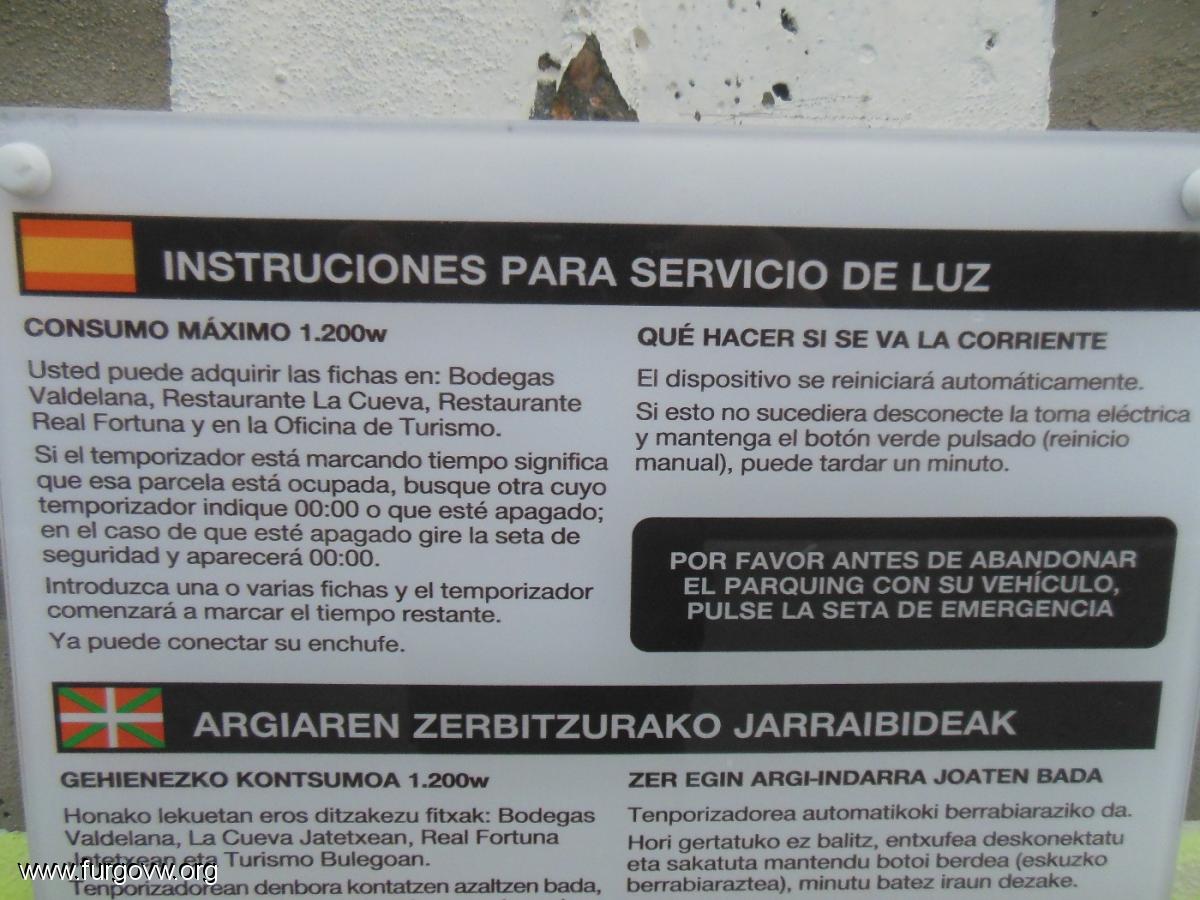 INSTRUCIONES PARA SERVICIO DE LUZ
CONSUMO MÁXIMO 1.200w
Usted puede adquirir las fichas en: Bodegas
Valdelana, Restaurante La Cueva, Restaurante
Real Fortuna y en la Oficina de Turismo.
Si el temporizador está marcando tiempo significa
que esa parcela está ocupada, busque otra cuyo
temporizador indique 00:00 o que esté apagado;
en el caso de que esté apagado gire la seta de
seguridad y aparecerá 00:00.
Introduzca una o varias fichas y el temporizador
comenzará a marcar el tiempo restante.
Ya puede conectar su enchufe.
QUÉ HACER SI SE VA LA CORRIENTE
El dispositivo se reiniciará automáticamente.
Si esto no sucediera desconecte la toma eléctrica
y mantenga el botón verde pulsado (reinicio
manual), puede tardar un minuto.
POR FAVOR ANTES DE ABANDONAR
EL PARQUING CON SU VEHÍCULO,
PULSE LA SETA DE EMERGENCIA
ARGIAREN ZERBITZURAKO JARRAIBIDEAK
GEHIENEZKO KONTSUMOA 1.200w
Honako lekuetan eros ditzakezu fitxak: Bodegas
Valdelana, La Cueva Jatetxean, Real Fortuna
Jatetxean eta Turismo Bulegoan.
Tenporizadorean denbora kontatzen azaltzen bada,
ZER EGIN ARGI-INDARRA JOATEN BADA
Tenporizadorea automatikoki berrabiaraziko da.
Hori gertatuko ez balitz, entxufea deskonektatu
eta sakatuta mantendu botoi berdea (eskuzko
berrabiaraztea), minutu batez iraun dezake.
www.furgovw.org